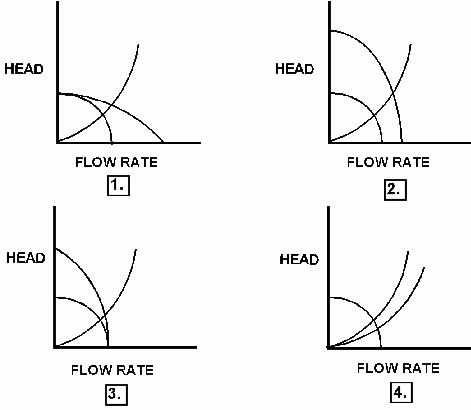 HEAD
FLOW RATE
1.
HEAD
FLOW RATE
2.
HEAD
FLOW RATE
3.
HEAD
FLOW RATE
4.